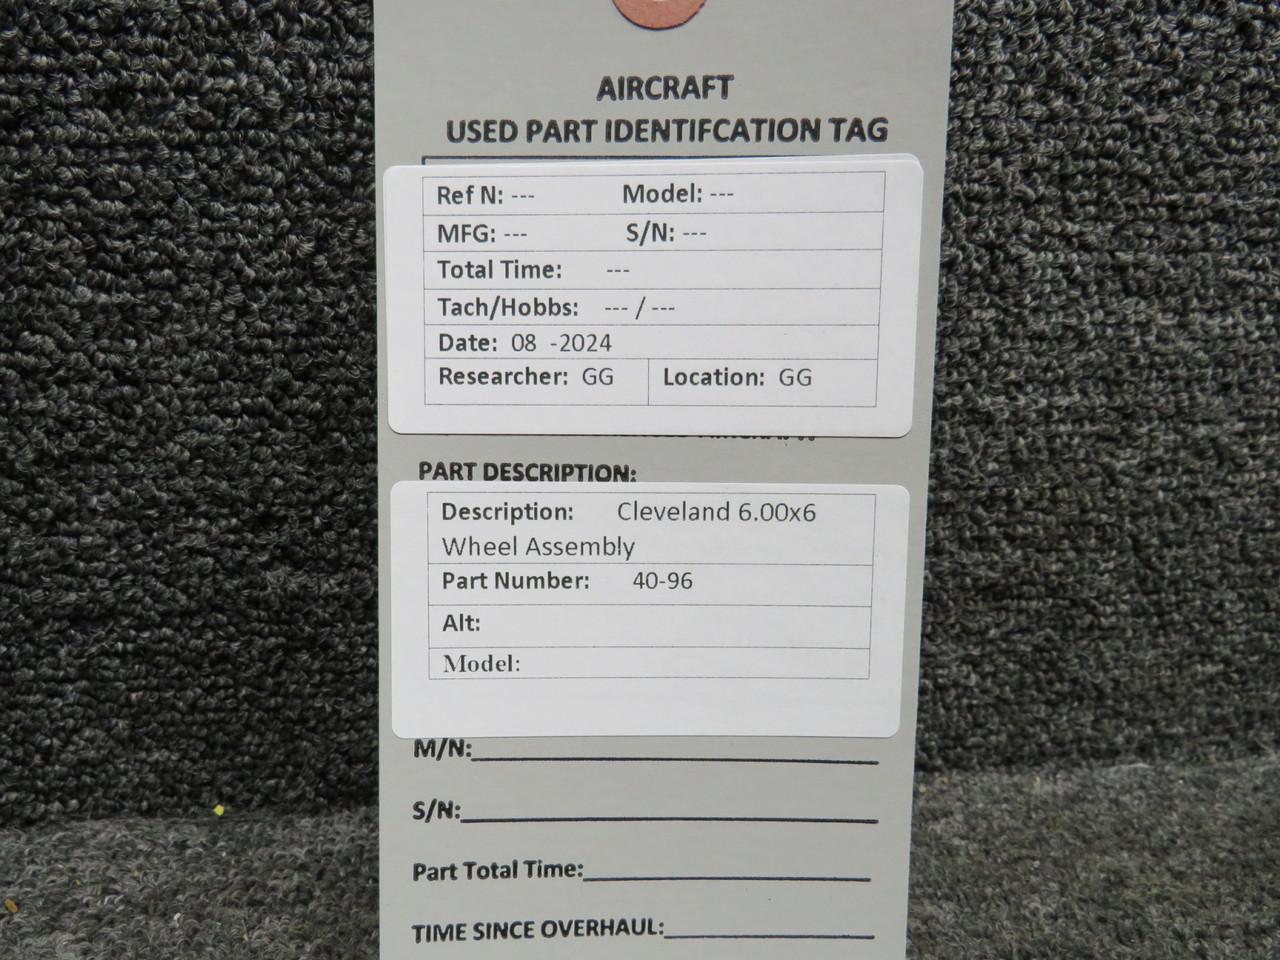 AIRCRAFT
USED PART IDENTIFCATION TAG
Ref N: --- Model: ---
MFG: --- S/N: ---
Total Time: ---
Tach/Hobbs: --- / ---
Date: 08 -2024
Researcher: GG Location: GG
PART DESCRIPTION:
Description: Cleveland 6.00x6
Wheel Assembly
Part Number: 40-96
Alt:
Model:
M/N:
S/N:
Part Total Time:
TIME SINCE OVERHAUL: